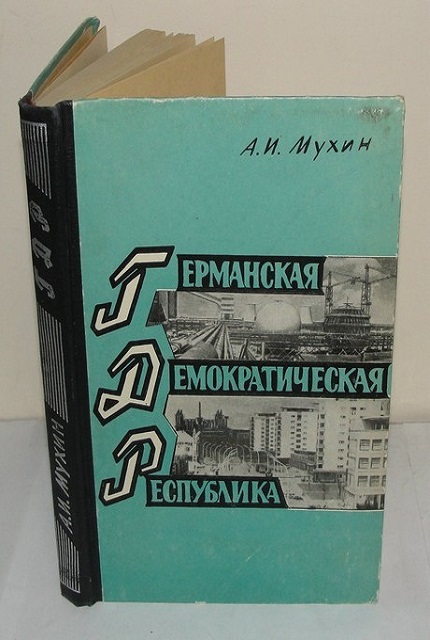 А.И. Мухин
ГЕРМАНСКАЯ
ДЕМОКРАТИЧЕСКАЯ
РЕСПУБЛИКА
А.И. МУХИН
ГДР